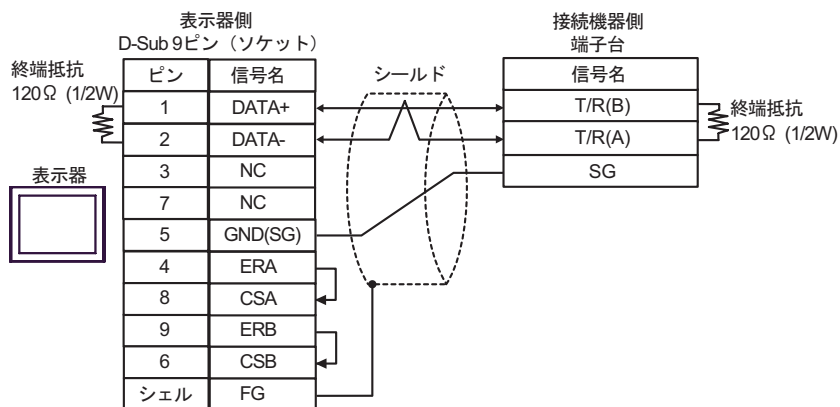 表示器側
D-Sub 9ピン（ソケット）
接続機器側
端子台
終端抵抗
120Ω (1/2W)
ピン 信号名
1 DATA+
2 DATA-
3 NC
7 NC
5 GND(SG)
4 ERA
8 CSA
9 ERB
6 CSB
シェル FG
表示器
シールド
信号名
T/R(B)
T/R(A)
SG
終端抵抗
120Ω (1/2W)